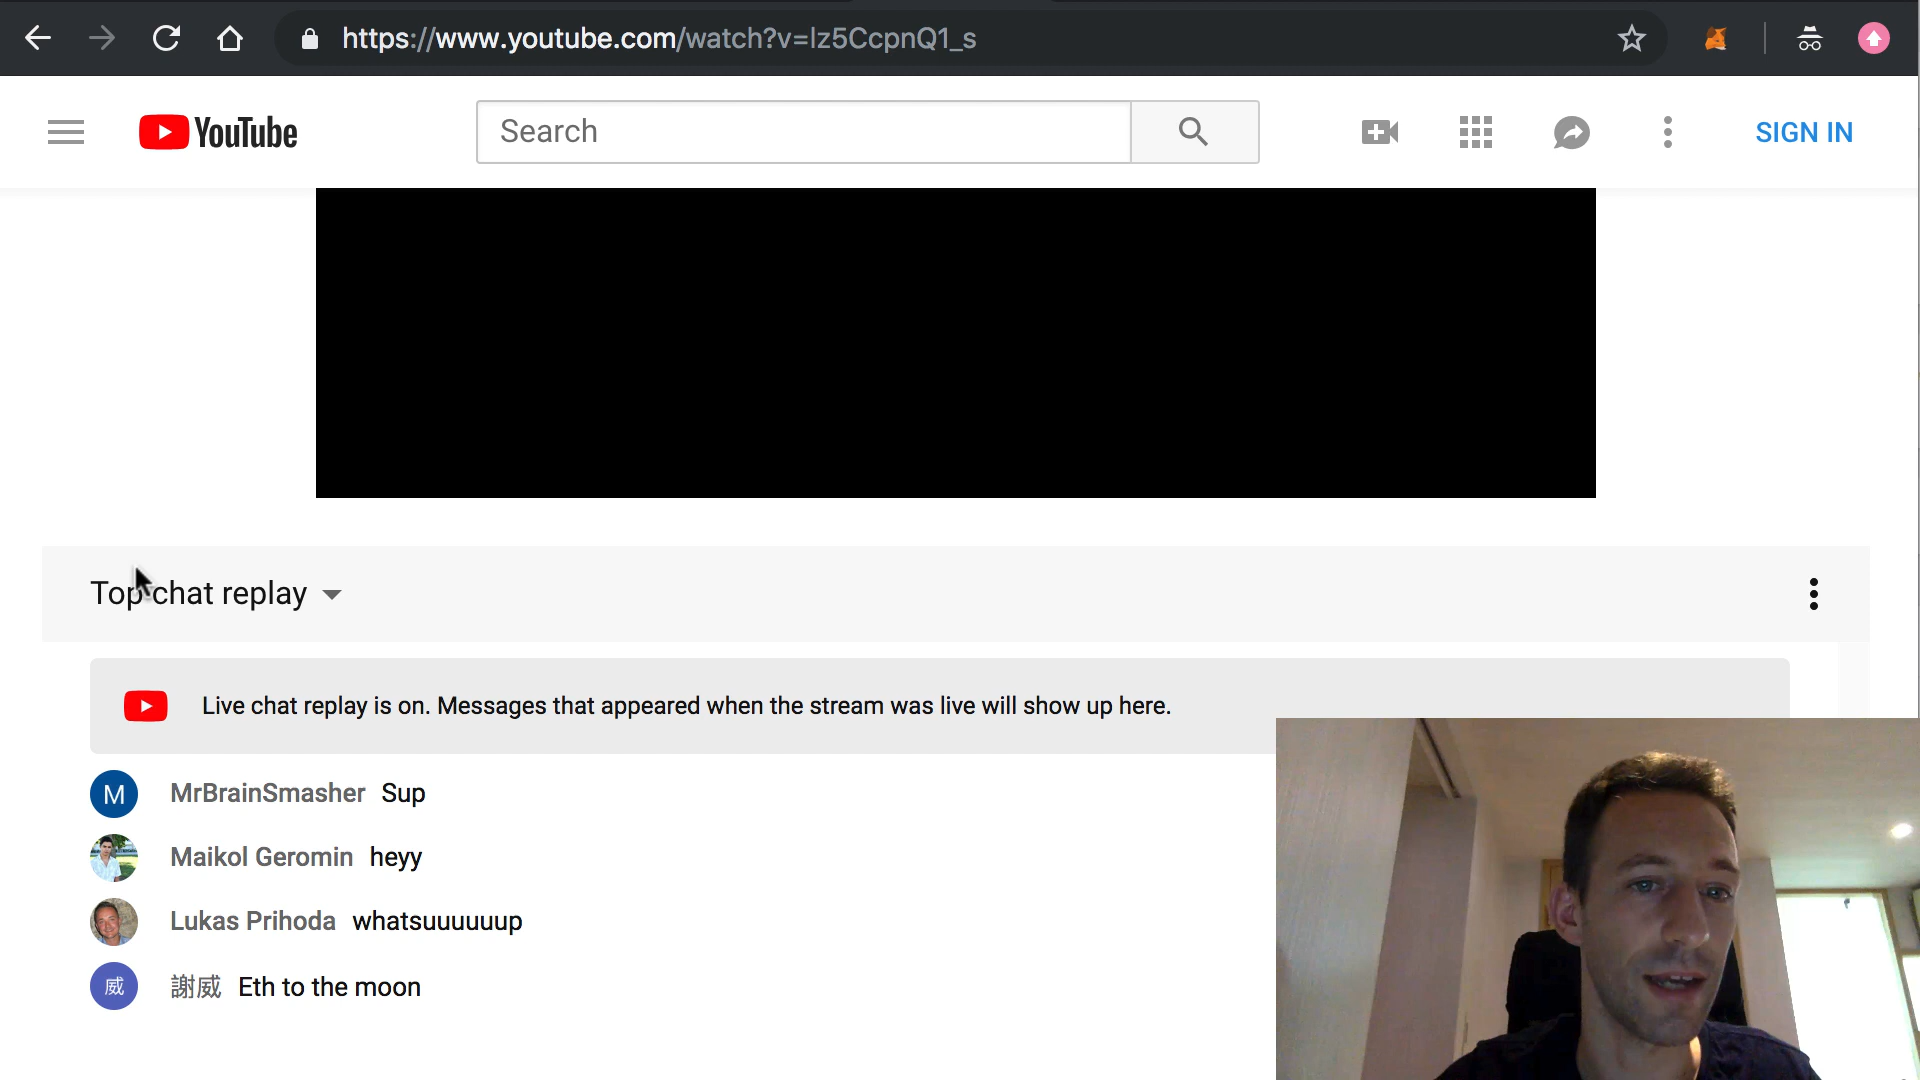 https://www.youtube.com/watch?v=Iz5CcpnQ1_s
YouTube
Search
SIGN IN
Top chat replay
Live chat replay is on. Messages that appeared when the stream was live will show up here.
M MrBrainSmasher Sup
Maikol Geromin heyy
Lukas Prihoda whatsuuuuuup
威 謝威 Eth to the moon